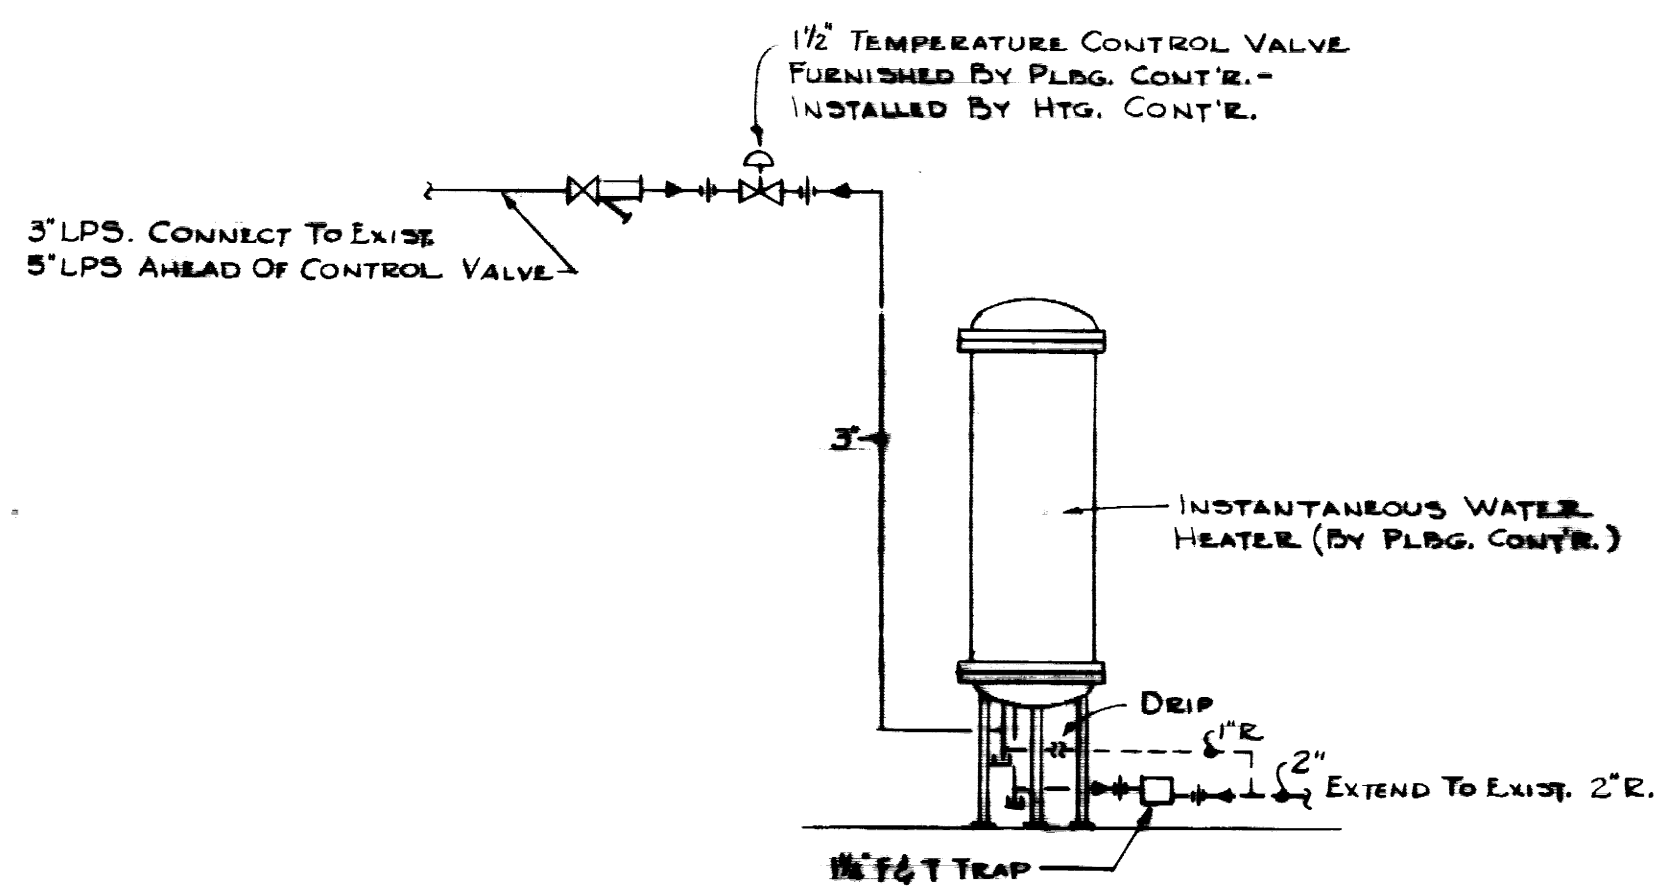 1½" TEMPERATURE CONTROL VALVE
FURNISHED BY PLBG. CONT'R.-
INSTALLED BY HTG. CONT'R.
3" LPS. CONNECT TO EXIST.
5" LPS AHEAD OF CONTROL VALVE
3"
INSTANTANEOUS WATER
HEATER (BY PLBG. CONT'R.)
DRIP
1" R
2"
EXTEND TO EXIST. 2" R.
F & T TRAP